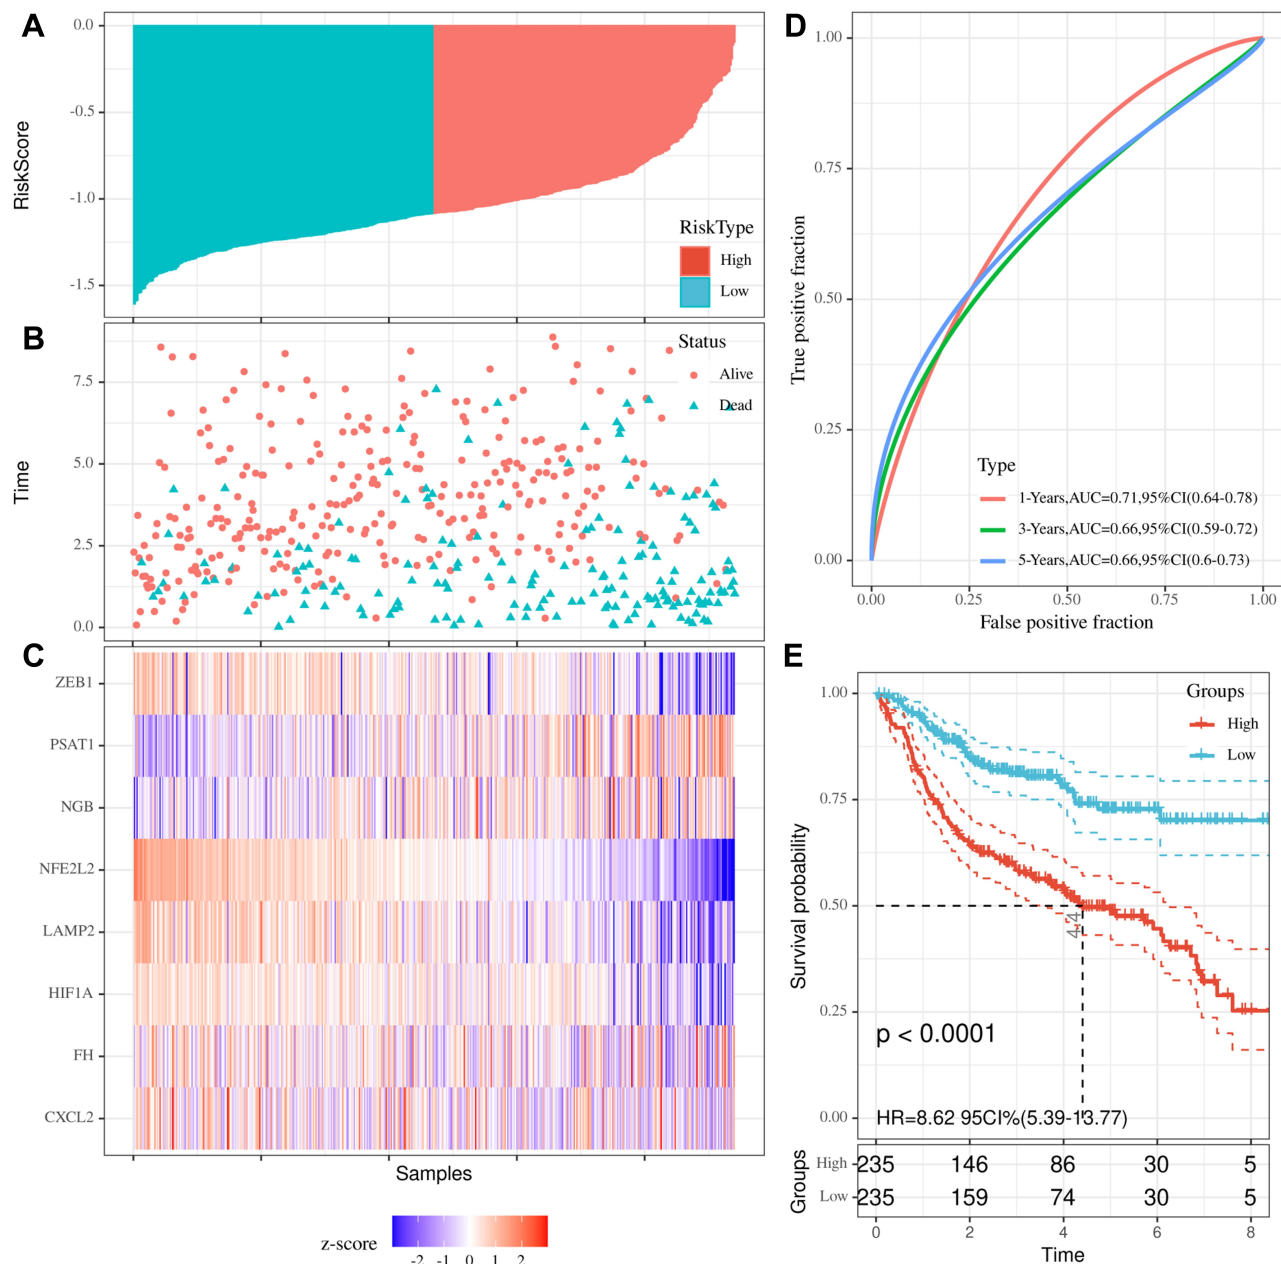 A
0.0
-0.5
-1.0
-1.5
RiskScore
RiskType
High
Low
B
7.5
5.0
2.5
0.0
Time
Status
Alive
Dead
C
ZEB1
PSAT1
NGB
NFE2L2
LAMP2
HIF1A
FH
CXCL2
Samples
z-score
-2 -1 0 1 2
D
1.00
0.75
0.50
0.25
0.00
True positive fraction
Type
1-Years,AUC=0.71,95%CI(0.64-0.78)
3-Years,AUC=0.66,95%CI(0.59-0.72)
5-Years,AUC=0.66,95%CI(0.6-0.73)
0.00 0.25 0.50 0.75 1.00
False positive fraction
E
1.00
0.75
0.50
0.25
0.00
Survival probability
Groups
High
Low
4.4
p < 0.0001
HR=8.62 95CI%(5.39-13.77)
Groups
High 235 146 86 30 5
Low 235 159 74 30 5
0 2 4 6 8
Time